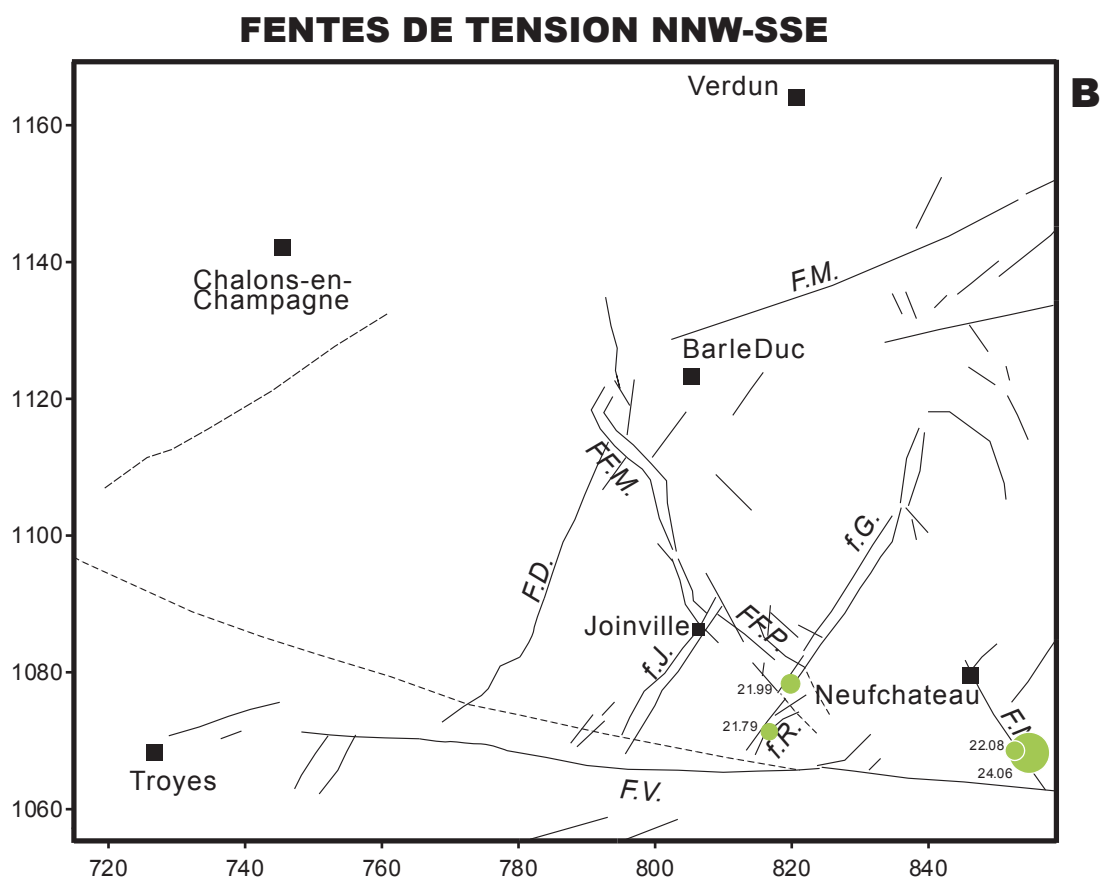 FENTES DE TENSION NNW-SSE
B
Verdun
1160
1140
Chalons-en-
Champagne
F.M.
BarleDuc
1120
F.F.M.
1100
f.G.
F.D.
FF.P.
Joinville
f.J.
1080
21.99
Neufchateau
21.79
f.R.
22.08
24.06
Troyes
F.V.
1060
720
740
760
780
800
820
840